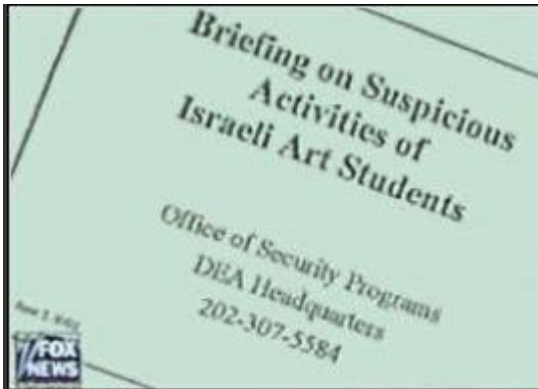 Briefing on Suspicious
Activities of
Israeli Art Students
Office of Security Programs
DEA Headquarters
202-307-5584
FOX
NEWS